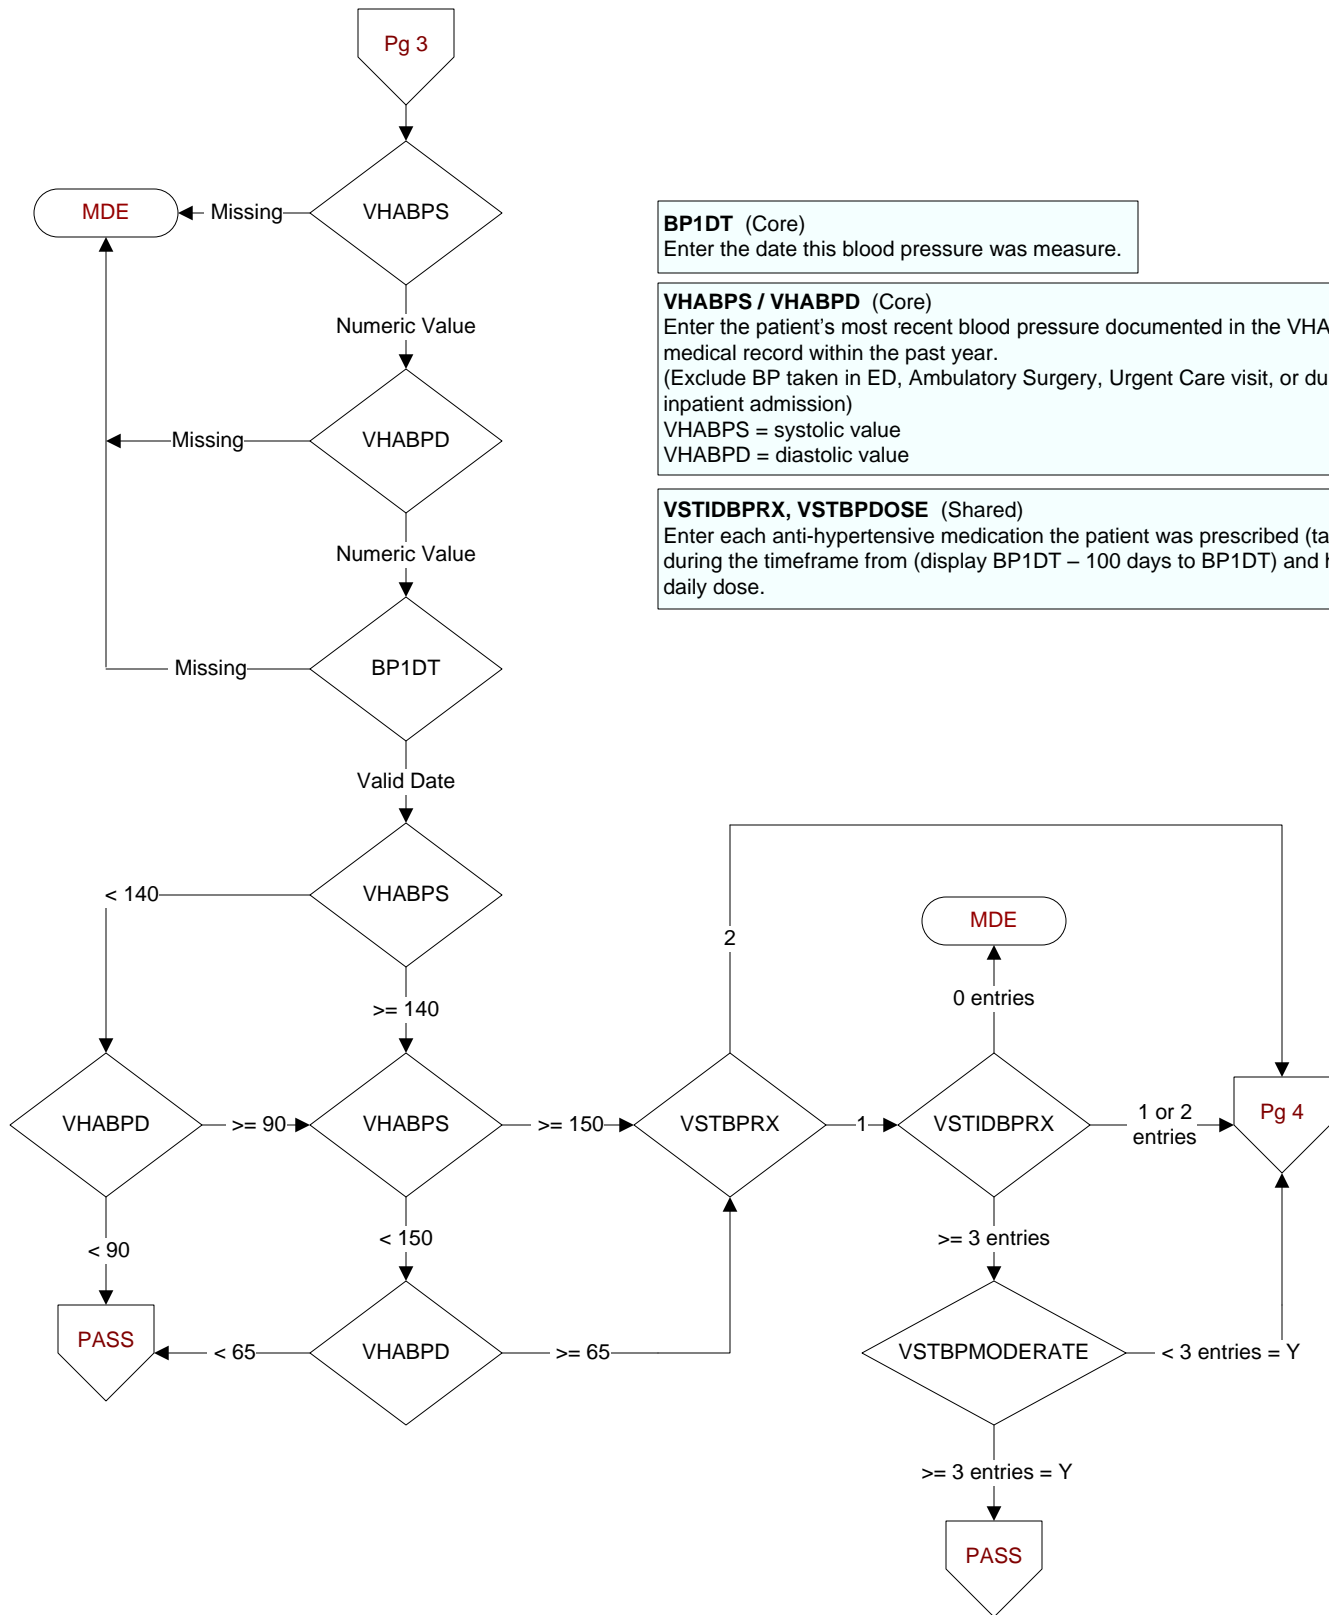 Pg 3
VHABPS
Missing
MDE
Numeric Value
VHABPD
Missing
Numeric Value
BP1DT
Missing
Valid Date
VHABPS
< 140
>= 140
BP1DT (Core)
Enter the date this blood pressure was measure.
VHABPS / VHABPD (Core)
Enter the patient's most recent blood pressure documented in the VHA
medical record within the past year.
(Exclude BP taken in ED, Ambulatory Surgery, Urgent Care visit, or
inpatient admission)
VHABPS = systolic value
VHABPD = diastolic value
VSTIDBPRX, VSTBPDOSE (Shared)
Enter each anti-hypertensive medication the patient was prescribed
during the timeframe from (display BP1DT – 100 days to BP1DT) and
daily dose.
VHABPD
>= 90
VHABPS
>= 150
VSTBPRX
2
1
VSTIDBPRX
0 entries
MDE
1 or 2
entries
Pg 4
< 90
PASS
< 150
VHABPD
< 65
>= 65
>= 3 entries
VSTBPMODERATE
< 3 entries = Y
>= 3 entries = Y
PASS